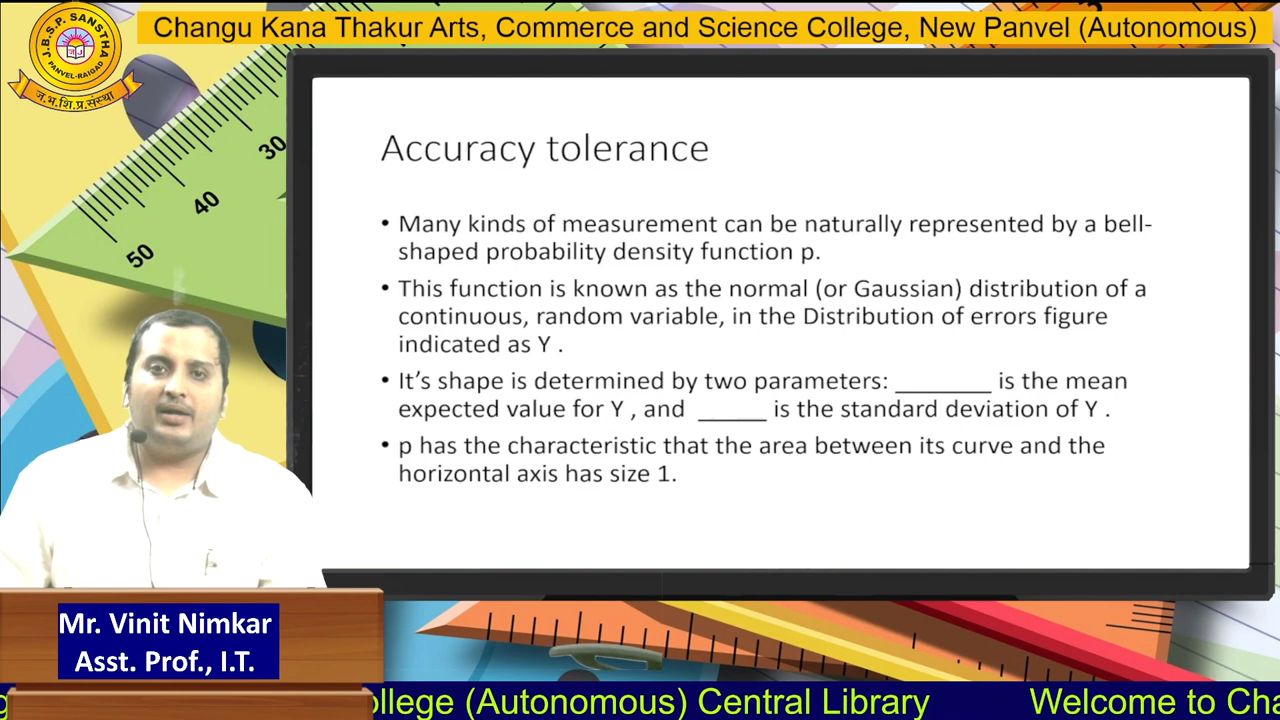 Changu Kana Thakur Arts, Commerce and Science College, New Panvel (Autonomous)
J.B.S.P. SANSTHA
PANVEL-RAIGAD
ज.भ.शि.प्र.संस्था
30
40
50
Accuracy tolerance
• Many kinds of measurement can be naturally represented by a bell-
shaped probability density function p.
• This function is known as the normal (or Gaussian) distribution of a
continuous, random variable, in the Distribution of errors figure
indicated as Y .
• It's shape is determined by two parameters: ________ is the mean
expected value for Y , and ______ is the standard deviation of Y .
• p has the characteristic that the area between its curve and the
horizontal axis has size 1.
Mr. Vinit Nimkar
Asst. Prof., I.T.
ollege (Autonomous) Central Library Welcome to Cha